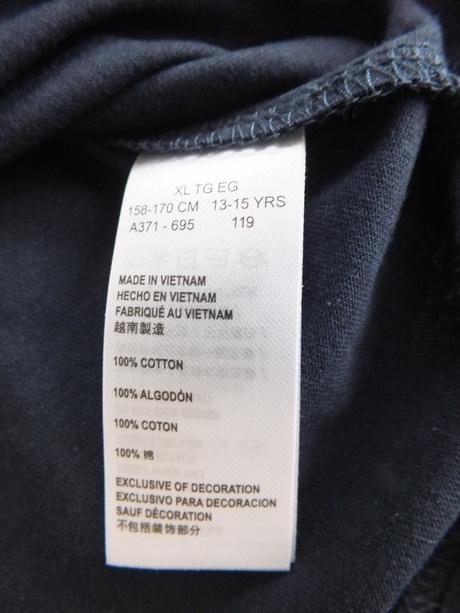 XL TG EG
158-170 CM 13-15 YRS
A371 - 695 119
MADE IN VIETNAM
HECHO EN VIETNAM
FABRIQUÉ AU VIETNAM
越南製造
100% COTTON
100% ALGODÓN
100% COTON
100% 棉
EXCLUSIVE OF DECORATION
EXCLUSIVO PARA DECORACION
SAUF DÉCORATION
不包括裝饰部分